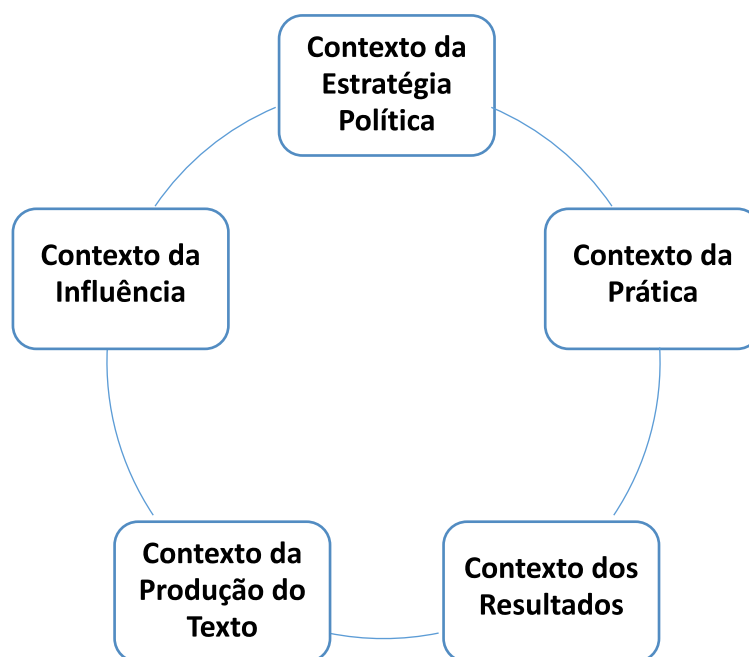 Contexto da
Estratégia
Política
Contexto da
Influência
Contexto da
Prática
Contexto da
Produção do
Texto
Contexto dos
Resultados